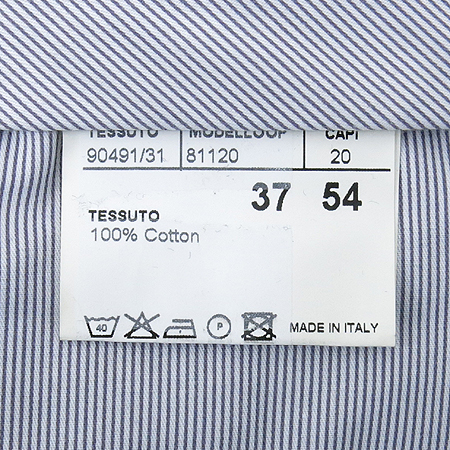 TESSUTO MODELLOOP CAPI
90491/31 81120 20
37 54
TESSUTO
100% Cotton
40 P MADE IN ITALY